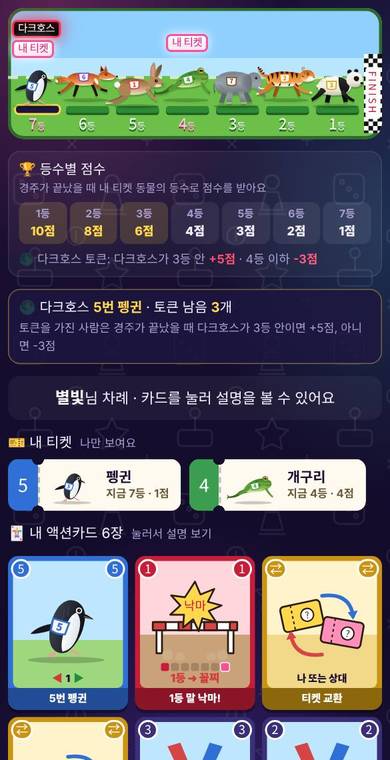 다크호스
내 티켓
내 티켓
5
6
1
4
7
2
3
FINISH
7등
6등
5등
4등
3등
2등
1등
등수별 점수
경주가 끝났을 때 내 티켓 동물의 등수로 점수를 받아요
1등 2등 3등 4등 5등 6등 7등
10점 8점 6점 4점 3점 2점 1점
다크호스 토큰: 다크호스가 3등 안 +5점 · 4등 이하 -3점
다크호스 5번 펭귄 · 토큰 남음 3개
토큰을 가진 사람은 경주가 끝났을 때 다크호스가 3등 안이면 +5점, 아니
면 -3점
별빛님 차례 · 카드를 눌러 설명을 볼 수 있어요
내 티켓 나만 보여요
5
펭귄
지금 7등 · 1점
4
개구리
지금 4등 · 4점
내 액션카드 6장 눌러서 설명 보기
5 5
5
1
5번 펭귄
1 1
낙마
1등 → 꼴찌
1등 말 낙마!
?
?
나 또는 상대
티켓 교환
3 3
2 2